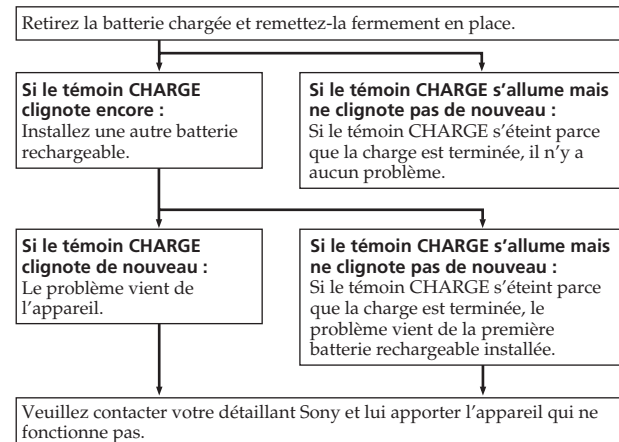 Retirez la batterie chargée et remettez-la fermement en place.
Si le témoin CHARGE
clignote encore :
Installez une autre batterie
rechargeable.
Si le témoin CHARGE s’allume mais
ne clignote pas de nouveau :
Si le témoin CHARGE s’éteint parce
que la charge est terminée, il n’y a
aucun problème.
Si le témoin CHARGE
clignote de nouveau :
Le problème vient de
l’appareil.
Si le témoin CHARGE s’allume mais
ne clignote pas de nouveau :
Si le témoin CHARGE s’éteint parce
que la charge est terminée, le
problème vient de la première
batterie rechargeable installée.
Veuillez contacter votre détaillant Sony et lui apporter l’appareil qui ne
fonctionne pas.